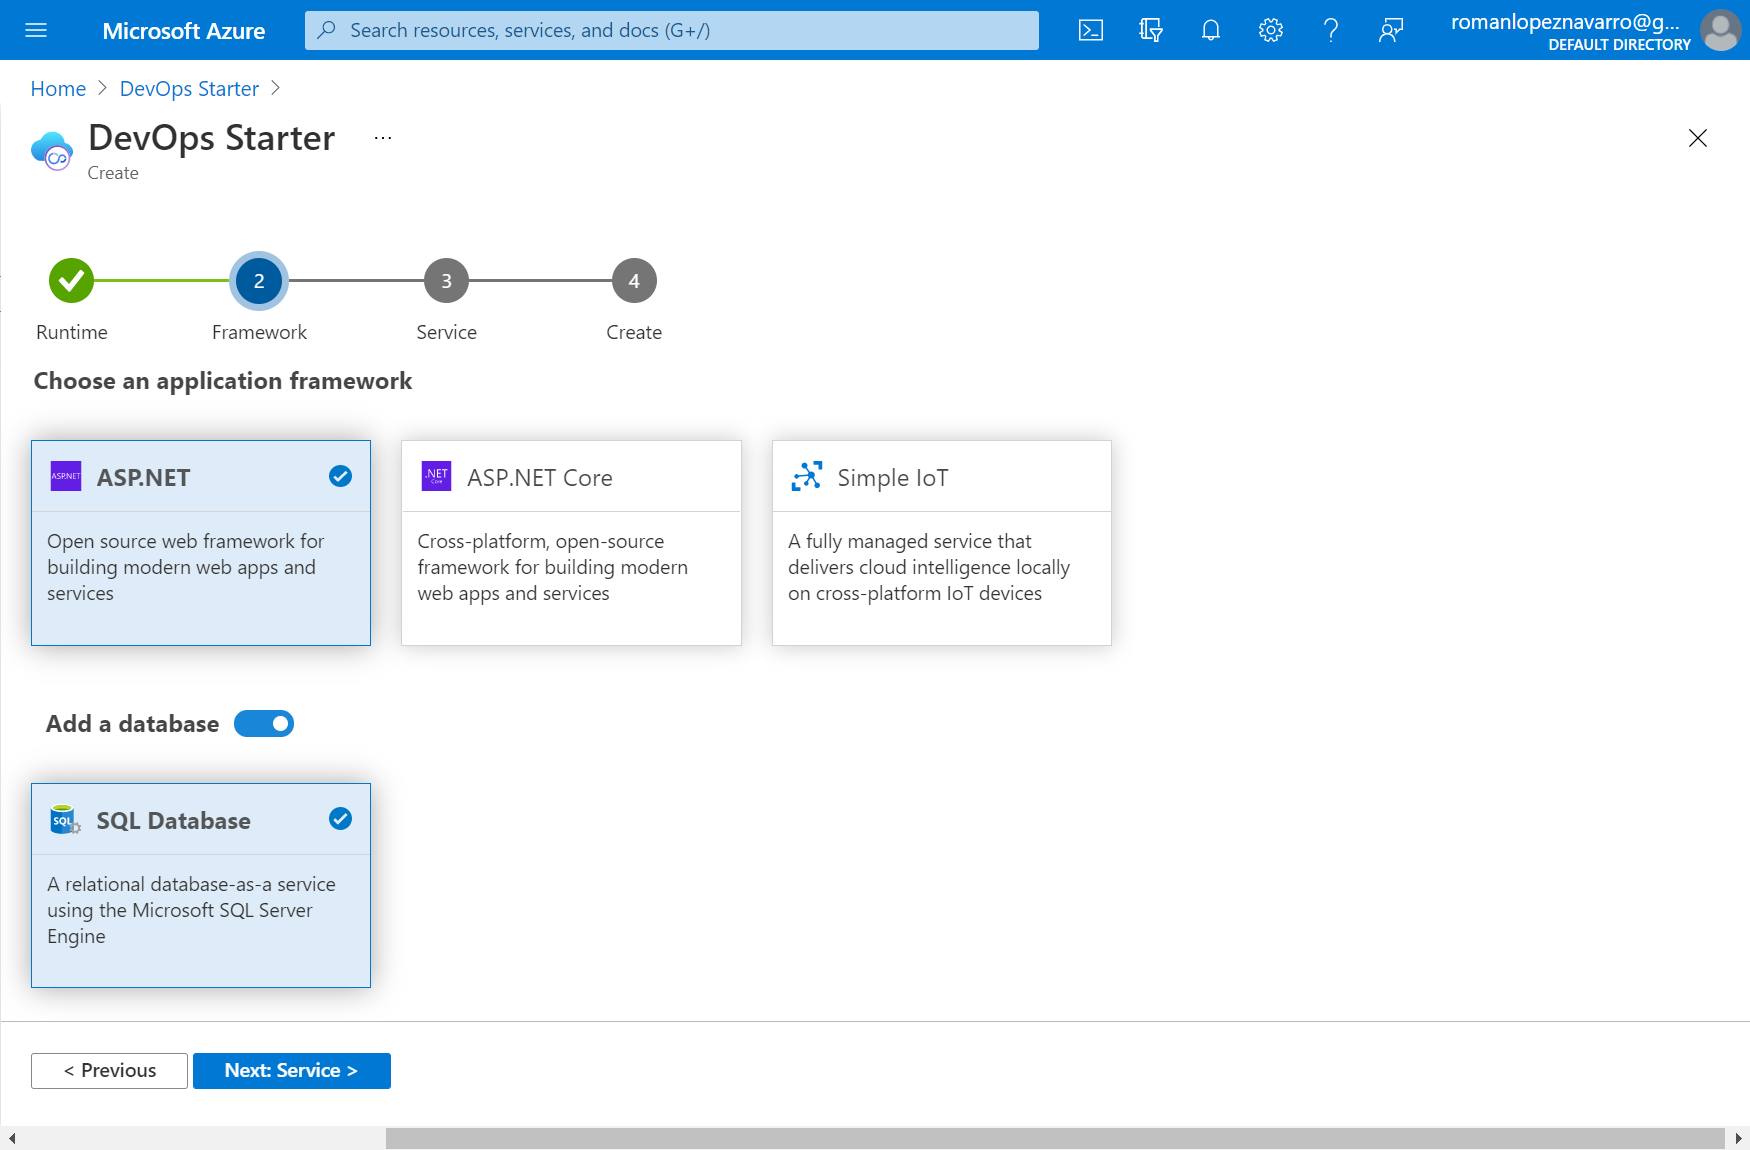 Microsoft Azure
Search resources, services, and docs (G+/)
romanlopeznavarro@g...
DEFAULT DIRECTORY
Home > DevOps Starter >
DevOps Starter ...
Create
2 3 4
Runtime Framework Service Create
Choose an application framework
ASP.NET ASP.NET
.NET Core ASP.NET Core
Simple IoT
Open source web framework for
building modern web apps and
services
Cross-platform, open-source
framework for building modern
web apps and services
A fully managed service that
delivers cloud intelligence locally
on cross-platform IoT devices
Add a database
SQL SQL Database
A relational database-as-a service
using the Microsoft SQL Server
Engine
< Previous Next: Service >